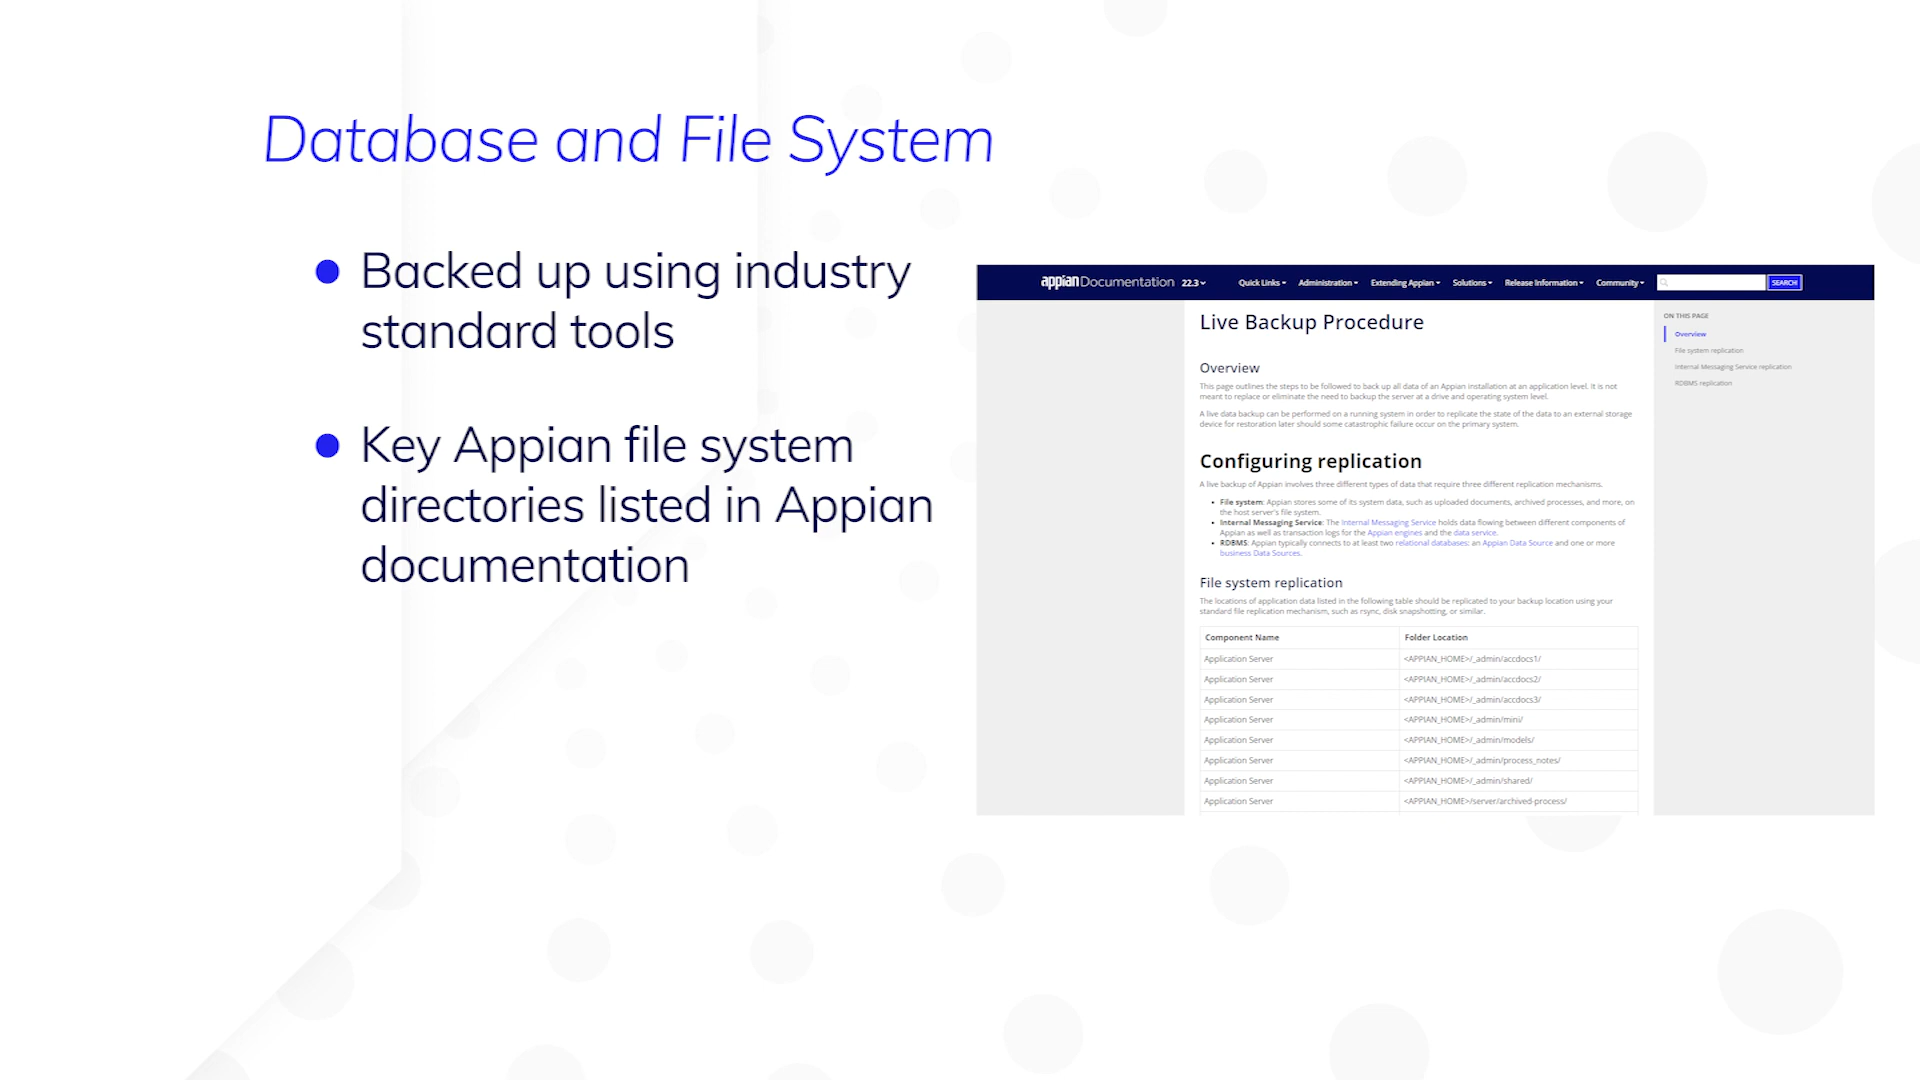 Database and File System
Backed up using industry
standard tools
Key Appian file system
directories listed in Appian
documentation
appian Documentation 22.3 Quick Links Administration Extending Appian Solutions Release Information Community SEARCH
Live Backup Procedure
Overview
This page outlines the steps to be followed to back up all data of an Appian installation at an application level. It is not
meant to replace or eliminate the need to backup the server at a drive and operating system level.
A live data backup can be performed on a running system in order to replicate the state of the data to an external storage
device for restoration later should some catastrophic failure occur on the primary system.
Configuring replication
A live backup of Appian involves three different types of data that require three different replication mechanisms.
• File system: Appian stores some of its system data, such as uploaded documents, archived processes, and more, on
the host server's file system.
• Internal Messaging Service: The Internal Messaging Service holds data flowing between different components of
Appian as well as transaction logs for the Appian engines and the data service.
• RDBMS: Appian typically connects to at least two relational databases: an Appian Data Source and one or more
business Data Sources.
File system replication
The locations of application data listed in the following table should be replicated to your backup location using your
standard file replication mechanism, such as rsync, disk snapshotting, or similar.
Component Name Folder Location
Application Server <APPIAN_HOME>/_admin/accdocs1/
Application Server <APPIAN_HOME>/_admin/accdocs2/
Application Server <APPIAN_HOME>/_admin/accdocs3/
Application Server <APPIAN_HOME>/_admin/mini/
Application Server <APPIAN_HOME>/_admin/models/
Application Server <APPIAN_HOME>/_admin/process_notes/
Application Server <APPIAN_HOME>/_admin/shared/
Application Server <APPIAN_HOME>/server/archived-process/
ON THIS PAGE
Overview
File system replication
Internal Messaging Service replication
RDBMS replication